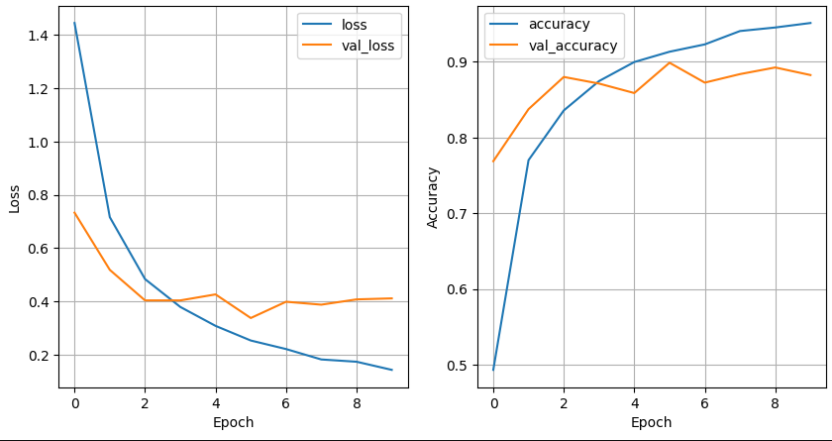 1.4
1.2
1.0
0.8
0.6
0.4
0.2
Loss
0 2 4 6 8
Epoch
loss
val_loss
0.9
0.8
0.7
0.6
0.5
Accuracy
0 2 4 6 8
Epoch
accuracy
val_accuracy